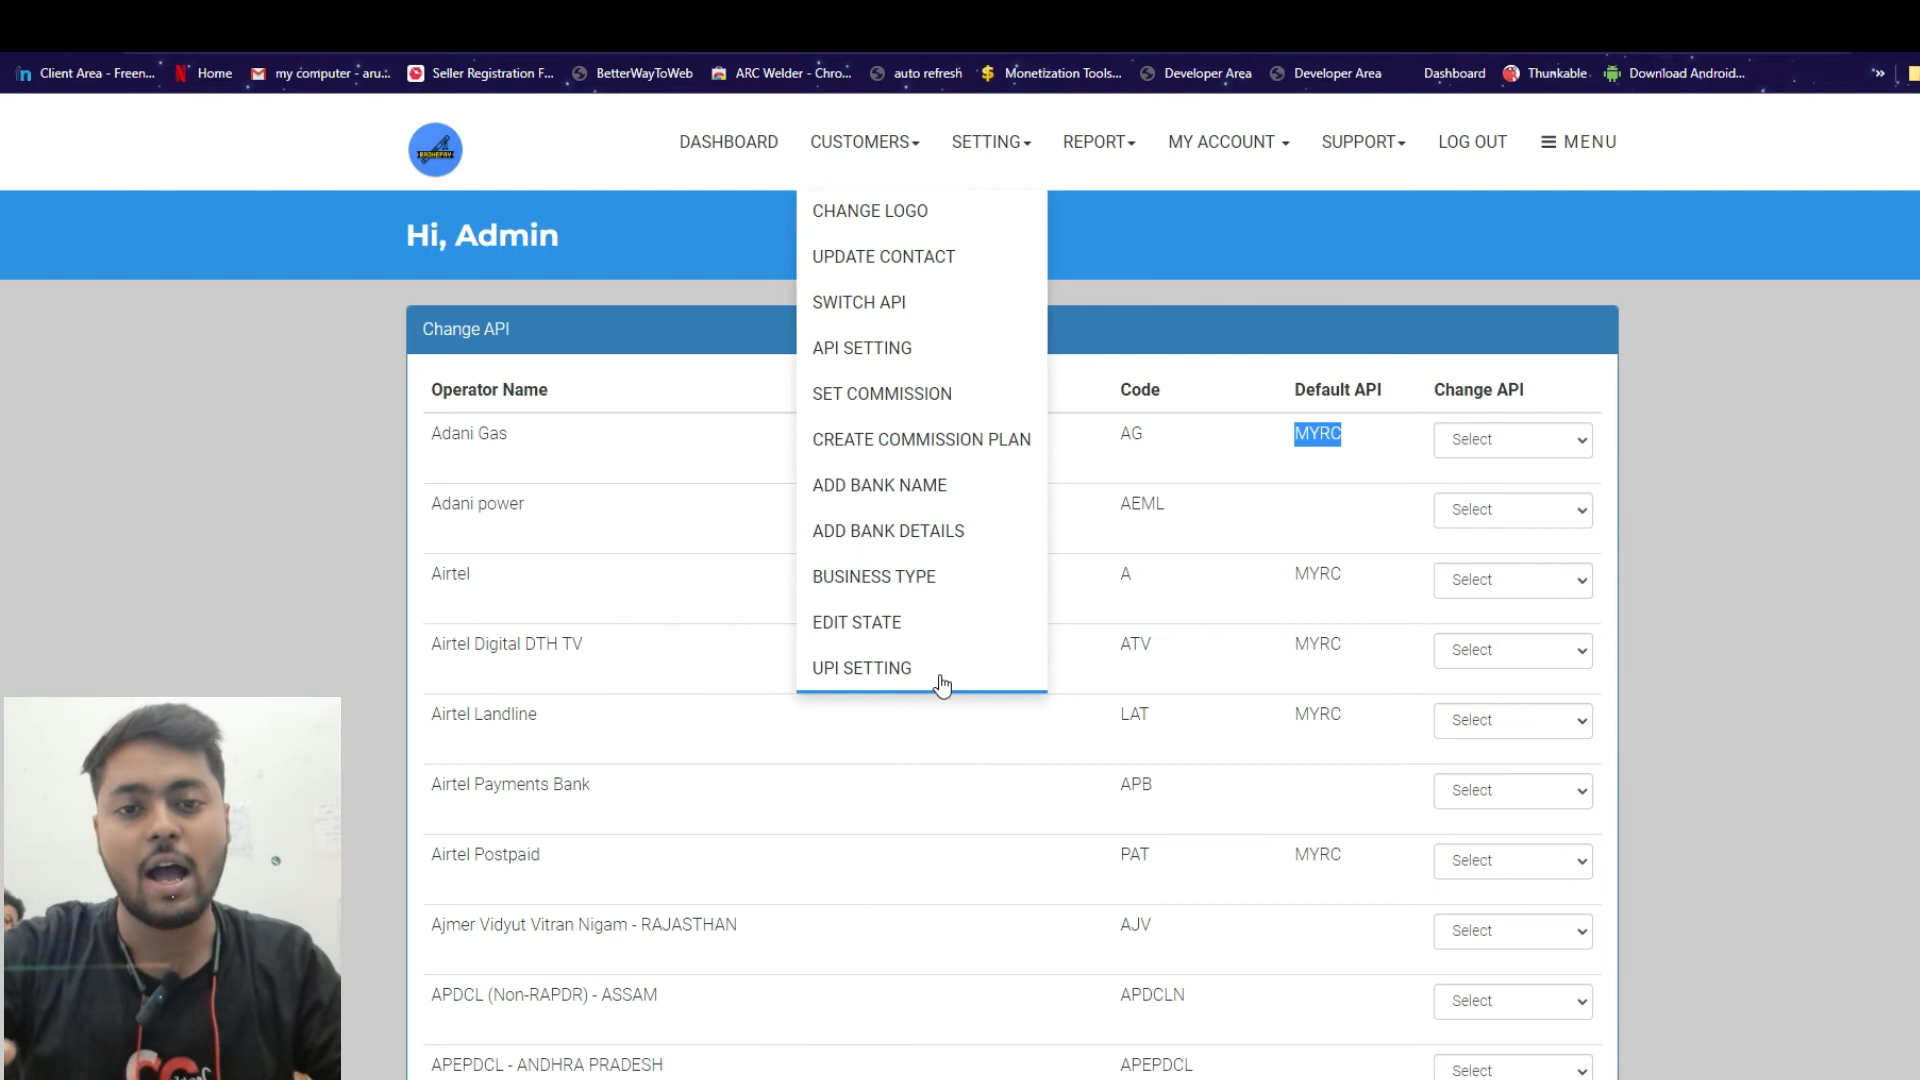 Client Area - Freen... Home my computer - aru... Seller Registration F... BetterWayToWeb ARC Welder - Chro... auto refresh Monetization Tools... Developer Area Developer Area Dashboard Thunkable Download Android... »
RADHEPAY DASHBOARD CUSTOMERS SETTING REPORT MY ACCOUNT SUPPORT LOG OUT MENU
Hi, Admin
CHANGE LOGO
UPDATE CONTACT
SWITCH API
API SETTING
SET COMMISSION
CREATE COMMISSION PLAN
ADD BANK NAME
ADD BANK DETAILS
BUSINESS TYPE
EDIT STATE
UPI SETTING
Change API
Operator Name Code Default API Change API
Adani Gas AG MYRC Select
Adani power AEML Select
Airtel A MYRC Select
Airtel Digital DTH TV ATV MYRC Select
Airtel Landline LAT MYRC Select
Airtel Payments Bank APB Select
Airtel Postpaid PAT MYRC Select
Ajmer Vidyut Vitran Nigam - RAJASTHAN AJV Select
APDCL (Non-RAPDR) - ASSAM APDCLN Select
APEPDCL - ANDHRA PRADESH APEPDCL Select